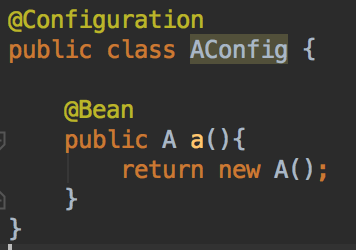 @Configuration
public class AConfig {
@Bean
public A a(){
return new A();
}
}